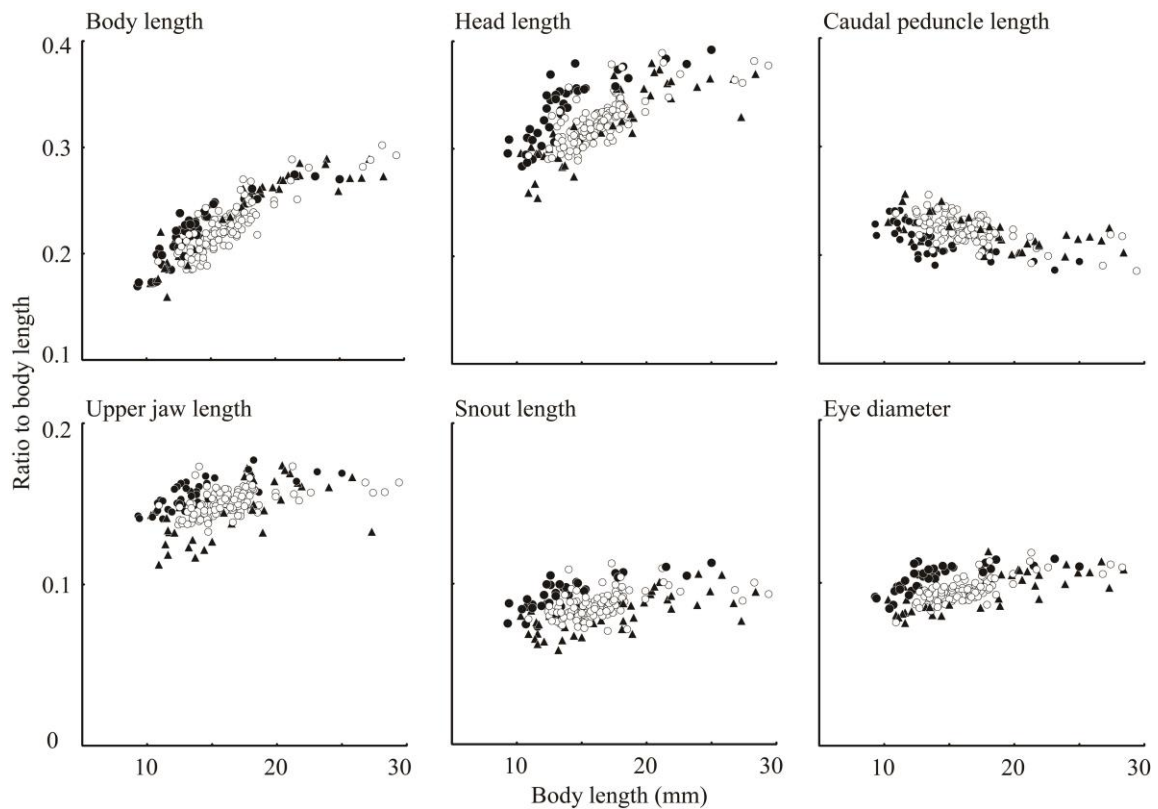 Body length
Head length
Caudal peduncle length
0.4
0.3
0.2
0.1
Ratio to body length
Upper jaw length
Snout length
Eye diameter
0.2
0.1
0
10 20 30
10 20 30
10 20 30
Body length (mm)